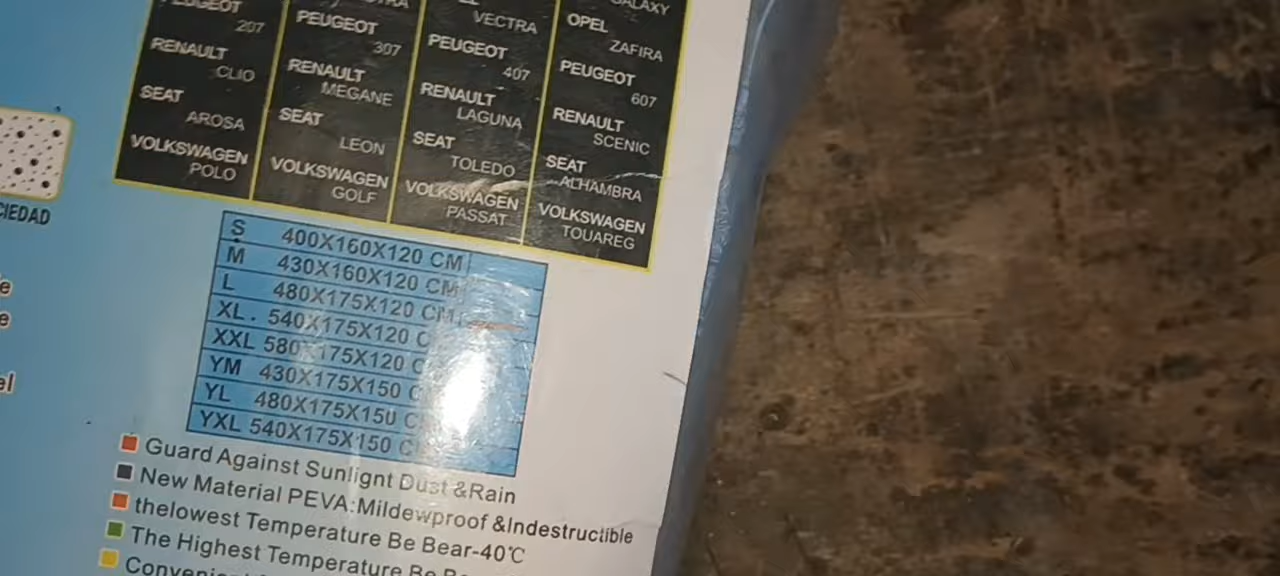 PEUGEOT
207
RENAULT
CLIO
SEAT
AROSA
VOLKSWAGEN
POLO
PEUGEOT
307
RENAULT
MEGANE
SEAT
LEON
VOLKSWAGEN
GOLF
VECTRA
PEUGEOT
407
RENAULT
LAGUNA
SEAT
TOLEDO
VOLKSWAGEN
PASSAT
GALAXY
OPEL
ZAFIRA
PEUGEOT
607
RENAULT
SCENIC
SEAT
ALHAMBRA
VOLKSWAGEN
TOUAREG
S 400X160X120 CM
M 430X160X120 CM
L 480X175X120 CM
XL. 540X175X120 C
XXL 580X175X120 C
YM 430X175X150 C
YL 480X175X150 C
YXL 540X175X150 C
Guard Against Sunlignt Dust &Rain
New Material PEVA:Mildewproof &Indestructible
thelowest Temperature Be Bear-40℃
The Highest Temperature Be